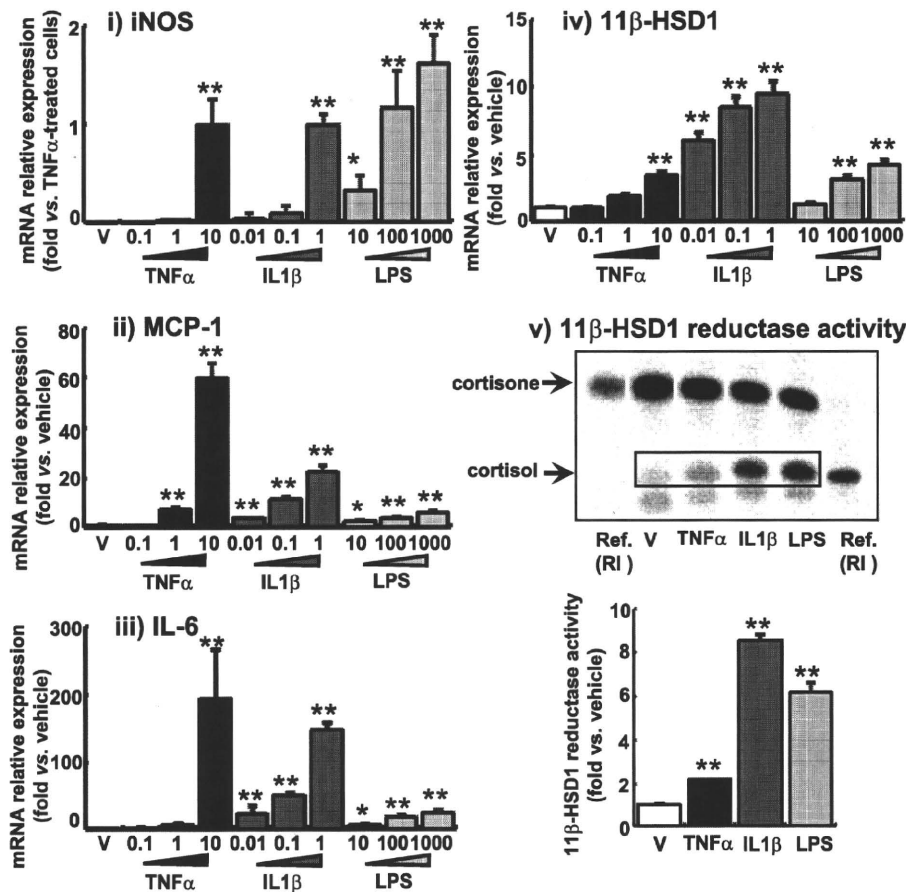 i) iNOS
mRNA relative expression
(fold vs. TNFα-treated cells)
2
1
0
** ** * ** **
V 0.1 1 10 0.01 0.1 1 10 100 1000
TNFα IL1β LPS
ii) MCP-1
mRNA relative expression
(fold vs. vehicle)
80
60
40
20
0
** ** ** ** ** * ** **
V 0.1 1 10 0.01 0.1 1 10 100 1000
TNFα IL1β LPS
iii) IL-6
mRNA relative expression
(fold vs. vehicle)
300
200
100
0
** ** ** ** * ** **
V 0.1 1 10 0.01 0.1 1 10 100 1000
TNFα IL1β LPS
iv) 11β-HSD1
mRNA relative expression
(fold vs. vehicle)
15
10
5
0
** ** ** ** ** **
V 0.1 1 10 0.01 0.1 1 10 100 1000
TNFα IL1β LPS
v) 11β-HSD1 reductase activity
cortisone
cortisol
Ref. V TNFα IL1β LPS Ref.
(RI ) (RI )
11β-HSD1 reductase activity
(fold vs. vehicle)
10
8
6
4
2
0
** ** **
V TNFα IL1β LPS